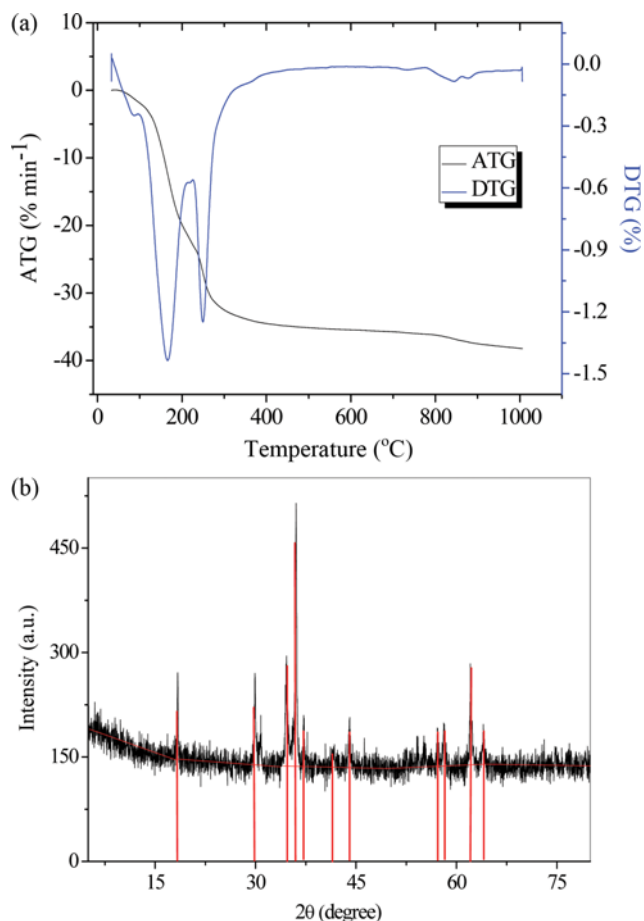 (a)
10
0
-10
-20
-30
-40
ATG (% min⁻¹)
0.0
-0.3
-0.6
-0.9
-1.2
-1.5
DTG (%)
ATG
DTG
0 200 400 600 800 1000
Temperature (°C)
(b)
450
300
150
0
Intensity (a.u.)
15 30 45 60 75
2θ (degree)